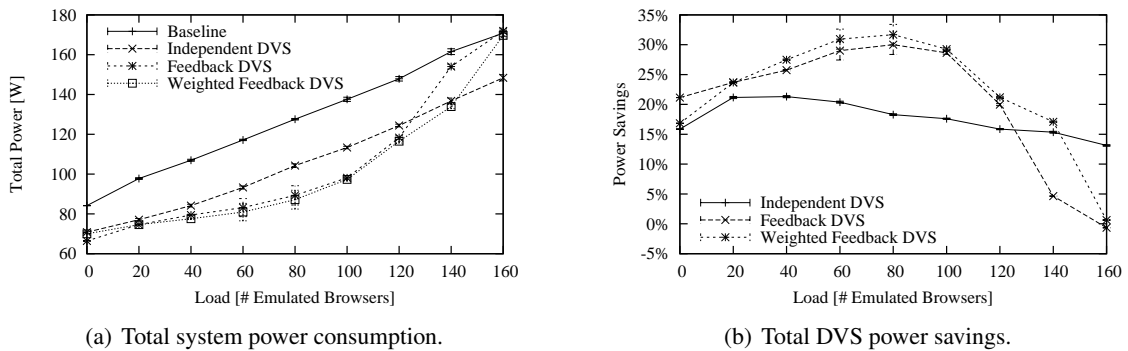 180
160
140
120
100
80
60
Total Power [W]
Baseline
Independent DVS
Feedback DVS
Weighted Feedback DVS
0 20 40 60 80 100 120 140 160
Load [# Emulated Browsers]
(a) Total system power consumption.
35%
30%
25%
20%
15%
10%
5%
0%
-5%
Power Savings
Independent DVS
Feedback DVS
Weighted Feedback DVS
0 20 40 60 80 100 120 140 160
Load [# Emulated Browsers]
(b) Total DVS power savings.